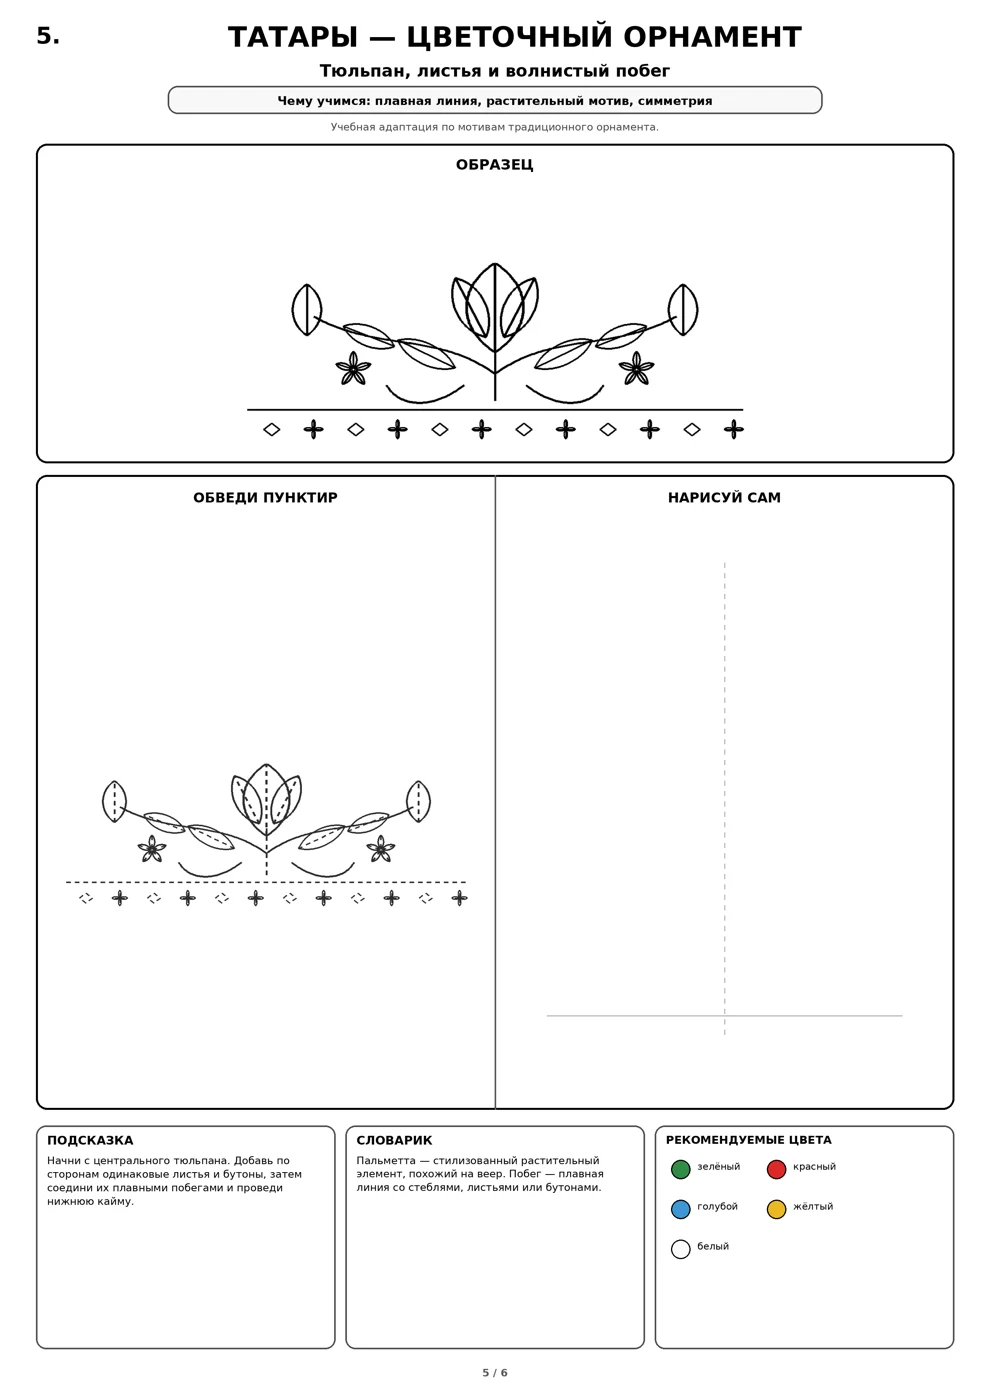 5.
ТАТАРЫ — ЦВЕТОЧНЫЙ ОРНАМЕНТ
Тюльпан, листья и волнистый побег
Чему учимся: плавная линия, растительный мотив, симметрия
Учебная адаптация по мотивам традиционного орнамента.
ОБРАЗЕЦ
ОБВЕДИ ПУНКТИР
НАРИСУЙ САМ
ПОДСКАЗКА
Начни с центрального тюльпана. Добавь по
сторонам одинаковые листья и бутоны, затем
соедини их плавными побегами и проведи
нижнюю кайму.
СЛОВАРИК
Пальметта — стилизованный растительный
элемент, похожий на веер. Побег — плавная
линия со стеблями, листьями или бутонами.
РЕКОМЕНДУЕМЫЕ ЦВЕТА
зелёный
красный
голубой
жёлтый
белый
5 / 6